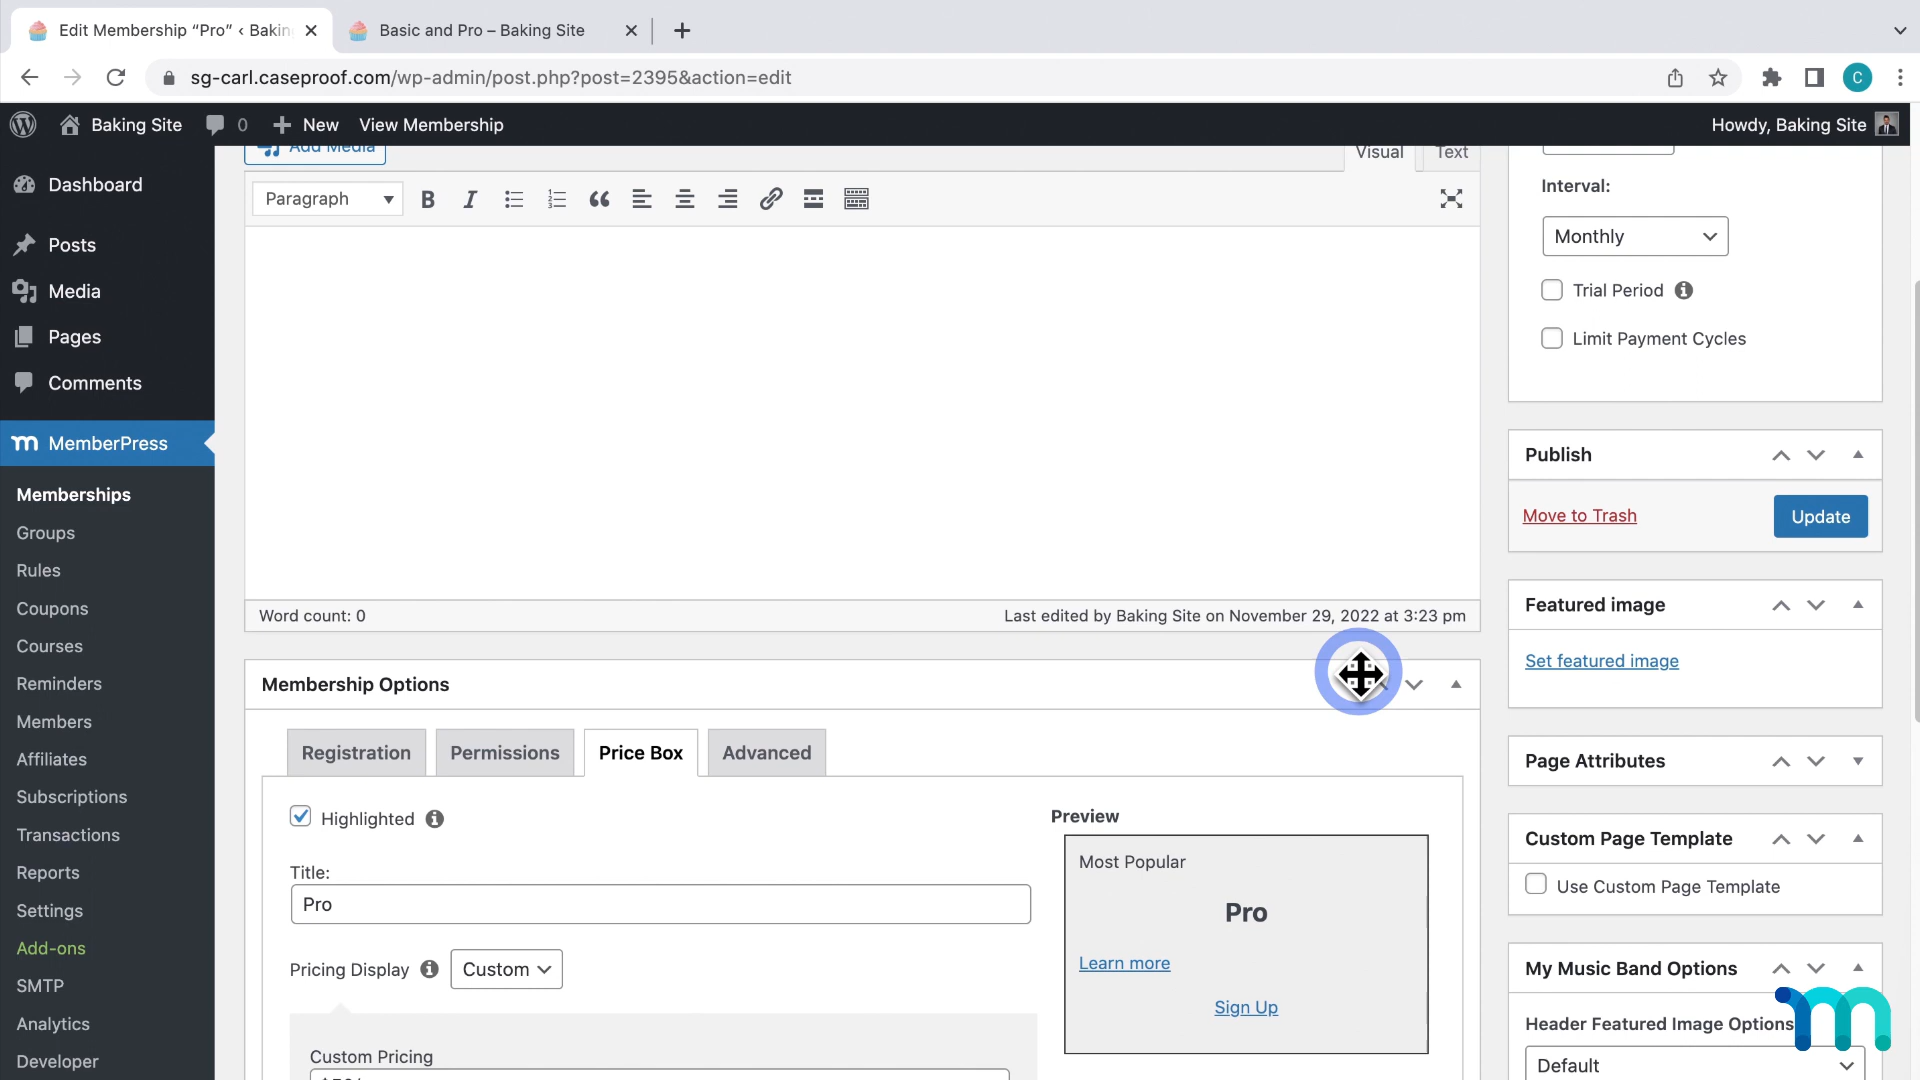 Edit Membership “Pro” ‹ Bakin
Basic and Pro – Baking Site
sg-carl.caseproof.com/wp-admin/post.php?post=2395&action=edit
C
Baking Site
0
New
View Membership
Howdy, Baking Site
Dashboard
Posts
Media
Pages
Comments
MemberPress
Memberships
Groups
Rules
Coupons
Courses
Reminders
Members
Affiliates
Subscriptions
Transactions
Reports
Settings
Add-ons
SMTP
Analytics
Developer
Add Media
Visual
Text
Paragraph
Word count: 0
Last edited by Baking Site on November 29, 2022 at 3:23 pm
Membership Options
Registration
Permissions
Price Box
Advanced
Highlighted
Title:
Pro
Pricing Display
Custom
Custom Pricing
Preview
Most Popular
Pro
Learn more
Sign Up
Interval:
Monthly
Trial Period
Limit Payment Cycles
Publish
Move to Trash
Update
Featured image
Set featured image
Page Attributes
Custom Page Template
Use Custom Page Template
My Music Band Options
Header Featured Image Options
Default